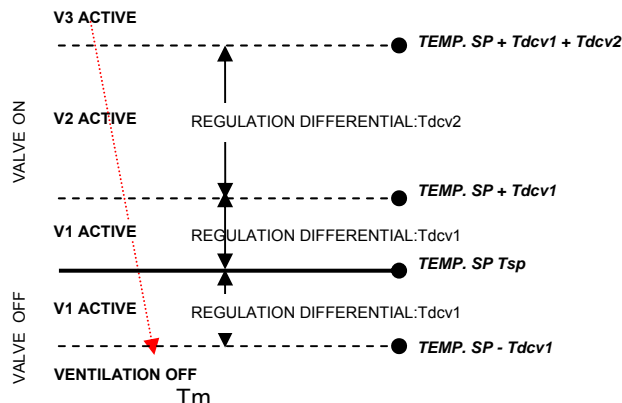 V3 ACTIVE
TEMP. SP + Tdcv1 + Tdcv2
VALVE ON
V2 ACTIVE
REGULATION DIFFERENTIAL:Tdcv2
TEMP. SP + Tdcv1
V1 ACTIVE
REGULATION DIFFERENTIAL:Tdcv1
TEMP. SP Tsp
VALVE OFF
V1 ACTIVE
REGULATION DIFFERENTIAL:Tdcv1
TEMP. SP - Tdcv1
VENTILATION OFF
Tm